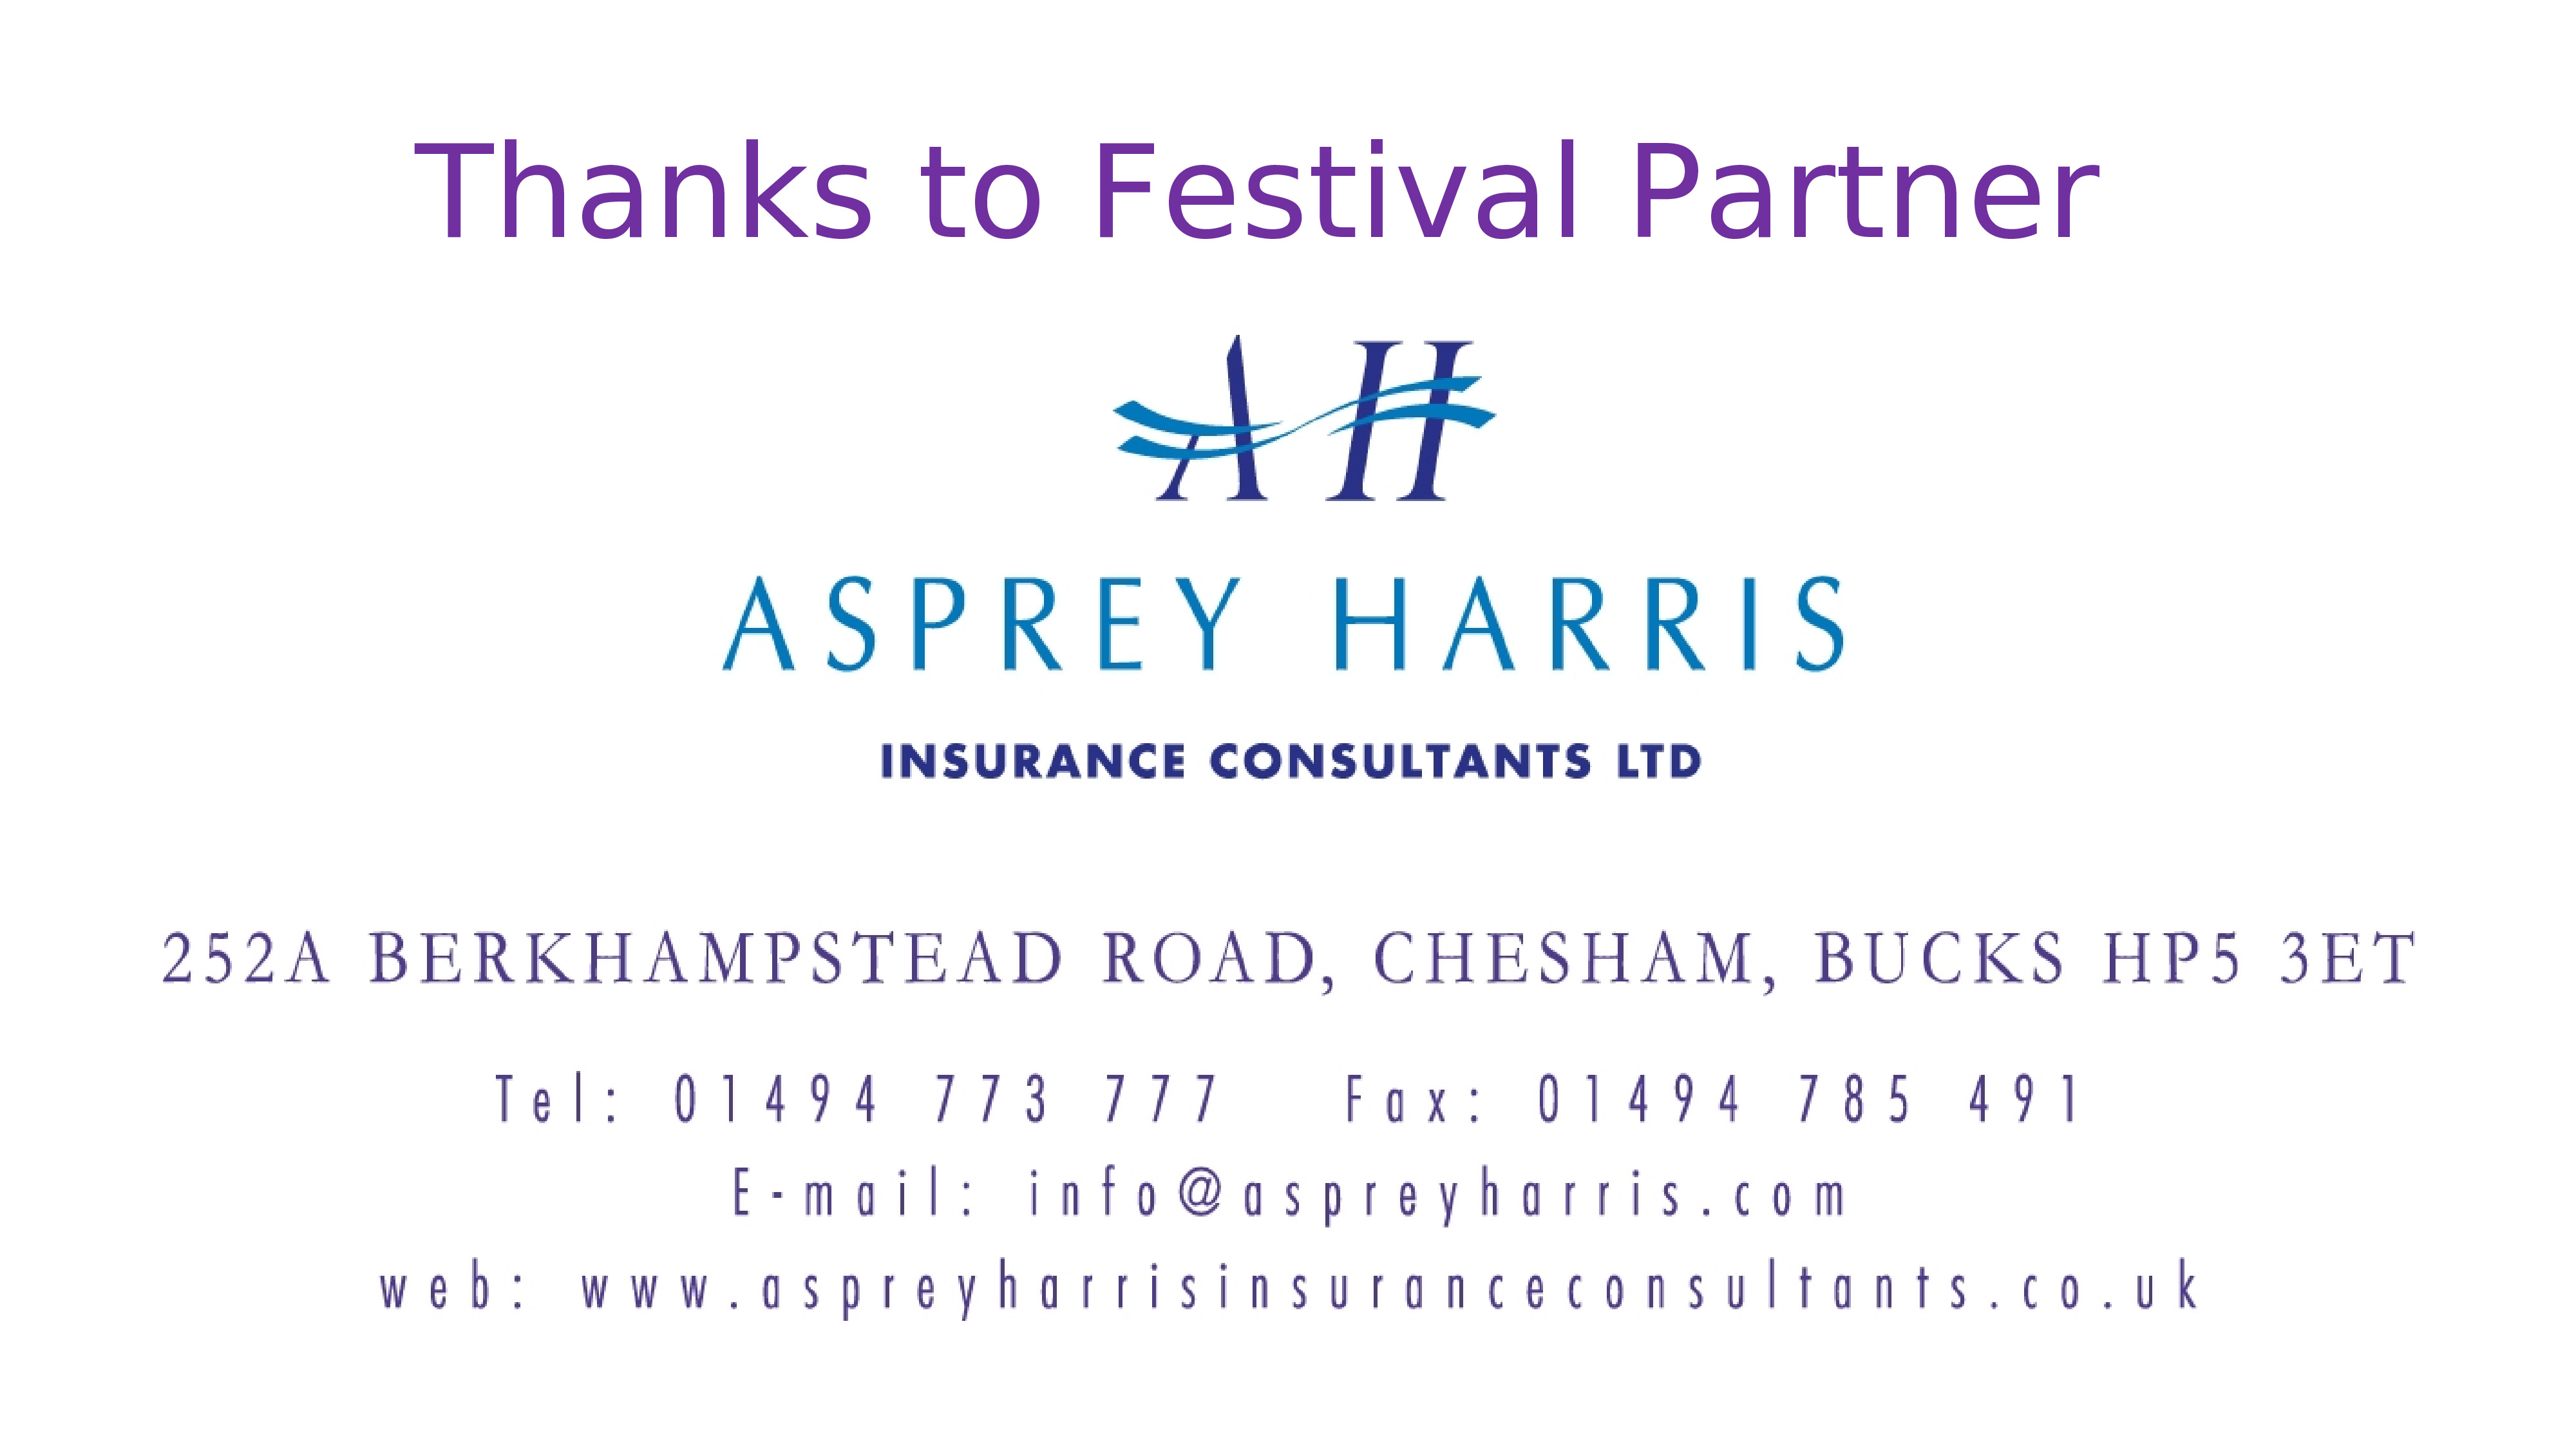 Thanks to Festival Partner
AH
ASPREY HARRIS
INSURANCE CONSULTANTS LTD
252A BERKHAMPSTEAD ROAD, CHESHAM, BUCKS HP5 3ET
Tel: 01494 773 777 Fax: 01494 785 491
E-mail: info@aspreyharris.com
web: www.aspreyharrisinsuranceconsultants.co.uk